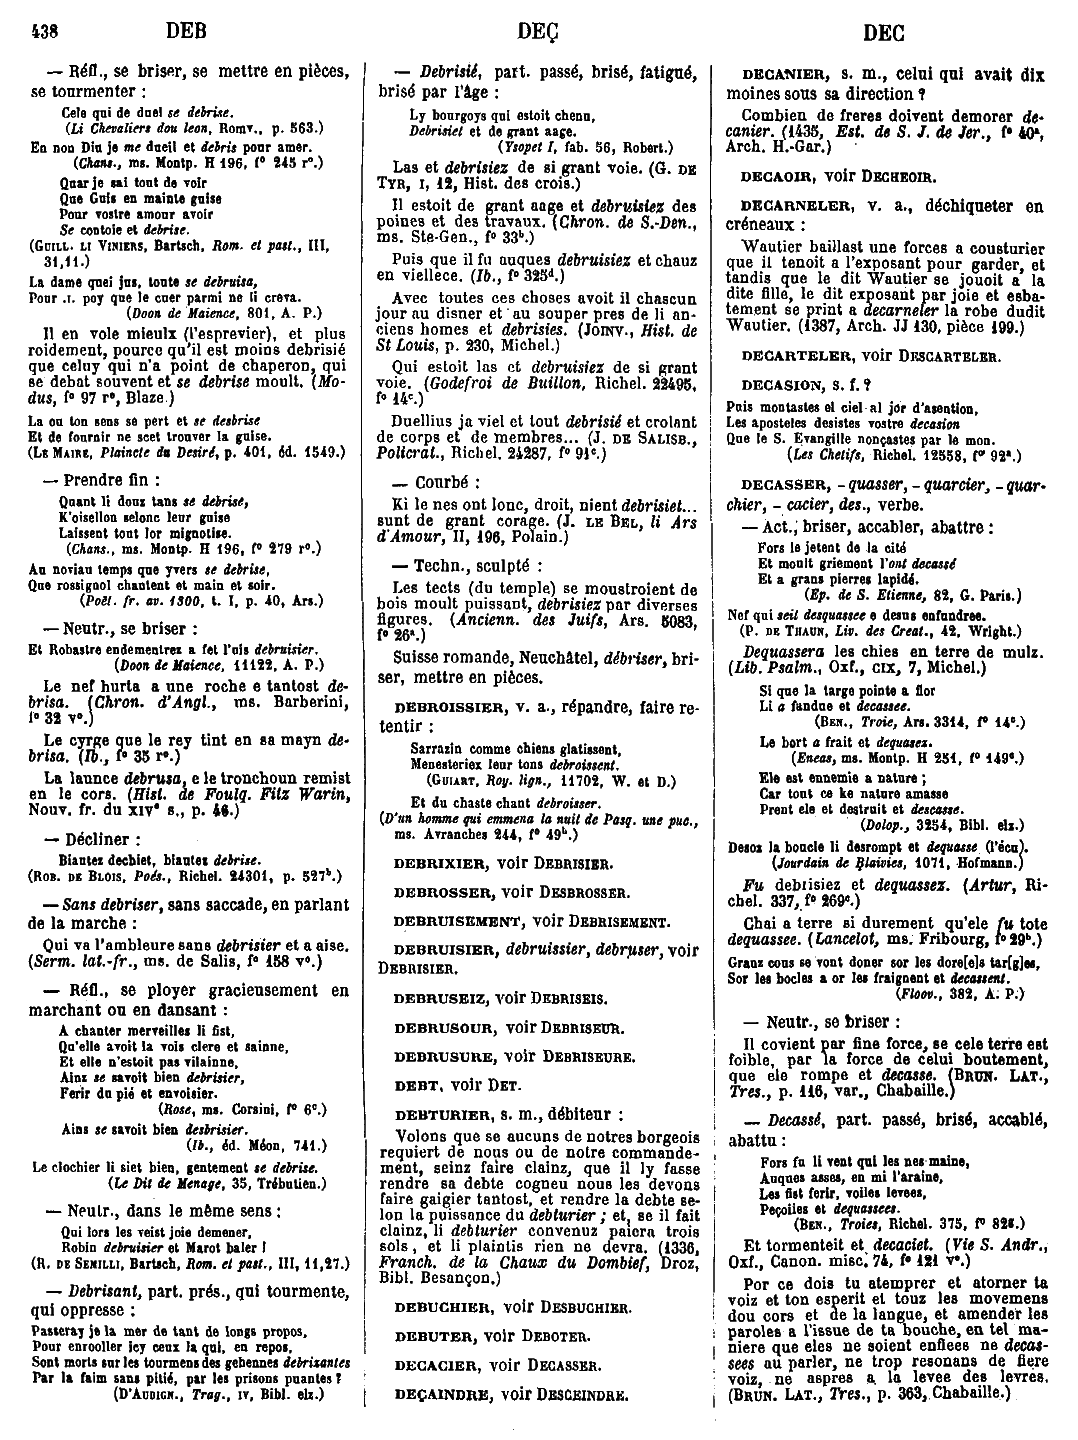 438 DEB DEÇ DEC
— Réfl., se briser, se mettre en pièces,
se tourmenter :
Cele qui de duel se debrise.
(Li Chevaliers dou leon, Romv., p. 563.)
En non Diu je me dueil et debris pour amer.
(Chans., ms. Montp. H 196, f° 245 r°.)
Quar je sai tout de voir
Que Guis en mainte guise
Pour vostre amour avoir
Se contoie et debrise.
(GUILL. LI VINIERS, Bartsch, Rom. et past., III,
31,11.)
La dame quei jus, toute se debruisa,
Pour .I. poy que le cuer parmi ne li creva.
(Doon de Maience, 801, A. P.)
Il en vole mieulx (l'esprevier), et plus
roidement, pource qu'il est moins debrisié
que celuy qui n'a point de chaperon, qui
se debat souvent et se debrise moult. (Mo-
dus, f° 97 r°, Blaze.)
La ou ton sens se pert et se desbrise
Et de fournir ne scet trouver la guise.
(LE MAIRE, Plaincte du Desiré, p. 401, éd. 1549.)
— Prendre fin :
Quant li douz tans se debrise,
K'oisellon selonc leur guise
Laissent tout lor mignotise.
(Chans., ms. Montp. H 196, f° 279 r°.)
Au noviau temps que yvers se debrise,
Que rossignol chantent et main et soir.
(Poët. fr. av. 1300, t. I, p. 40, Ars.)
— Neutr., se briser :
Et Robastre endementrez a fet l'uis debruisier.
(Doon de Maience, 11122, A. P.)
Le nef hurta a une roche e tantost de-
brisa. (Chron. d'Angl., ms. Barberini,
f° 32 v°.)
Le cyrge que le rey tint en sa mayn de-
brisa. (Ib., f° 35 r°.)
La launce debrusa, e le tronchoun remist
en le cors. (Hist. de Foulq. Fitz Warin,
Nouv. fr. du XIV° s., p. 46.)
— Décliner :
Biautez dechiet, biautez debrise.
(ROB. DE BLOIS, Poés., Richel. 24301, p. 527ᵇ.)
— Sans debriser, sans saccade, en parlant
de la marche :
Qui va l'ambleure sans debrisier et a aise.
(Serm. lat.-fr., ms. de Salis, f° 158 v°.)
— Réfl., se ployer gracieusement en
marchant ou en dansant :
A chanter merveilles li fist,
Qu'elle avoit la vois clere et sainne,
Et elle n'estoit pas vilainne,
Ainz se savoit bien debrisier,
Ferir du pié et envoisier.
(Rose, ms. Corsini, f° 6ᶜ.)
Ains se savoit bien desbrisier.
(Ib., éd. Méon, 741.)
Le clochier li siet bien, gentement se debrise.
(Le Dit de Menage, 35, Trébutien.)
— Neutr., dans le même sens :
Qui lors les veist joie demener,
Robin debruisier et Marot baler !
(R. DE SEMILLI, Bartsch, Rom. et past., III, 11,27.)
— Debrisant, part. prés., qui tourmente,
qui oppresse :
Passeray je la mer de tant de longs propos,
Pour enrooller icy ceux la qui, en repos,
Sont morts sur les tourmens des gehennes debrisantes
Par la faim sans pitié, par les prisons puantes ?
(D'AUBIGN., Trag., IV, Bibl. elz.)
— Debrisié, part. passé, brisé, fatigué,
brisé par l'âge :
Ly bourgoys qui estoit chenu,
Debrisiet et de grant aage.
(Ysopet I, fab. 56, Robert.)
Las et debrisiez de si grant voie. (G. DE
TYR, I, 12, Hist. des crois.)
Il estoit de grant aage et debruisiez des
poines et des travaux. (Chron. de S.-Den.,
ms. Ste-Gen., f° 33ᵇ.)
Puis que il fu auques debruisiez et chauz
en viellece. (Ib., f° 325ᵈ.)
Avec toutes ces choses avoit il chascun
jour au disner et au souper pres de li an-
ciens homes et debrisies. (JOINV., Hist. de
St Louis, p. 230, Michel.)
Qui estoit las et debruisiez de si grant
voie. (Godefroi de Buillon, Richel. 22495,
f° 14ᶜ.)
Duellius ja viel et tout debrisié et crolant
de corps et de membres... (J. DE SALISB.,
Policrat., Richel. 24287, f° 91ᶜ.)
— Courbé :
Ki le nes ont lonc, droit, nient debrisiet...
sunt de grant corage. (J. LE BEL, li Ars
d'Amour, II, 196, Polain.)
— Techn., sculpté :
Les tects (du temple) se moustroient de
bois moult puissant, debrisiez par diverses
figures. (Ancienn. des Juifs, Ars. 5083,
f° 26ᵃ.)
Suisse romande, Neuchâtel, débriser, bri-
ser, mettre en pièces.
DEBROISSIER, v. a., répandre, faire re-
tentir :
Sarrazin comme chiens glatissent,
Menesteriex leur tons debroissent.
(GUIART, Roy. lign., 11702, W. et D.)
Et du chaste chant debroisser.
(D'un homme qui emmena la nuit de Pasq. une puc.,
ms. Avranches 244, f° 49ᵇ.)
DEBRIXIER, voir DEBRISIER.
DEBROSSER, voir DESBROSSER.
DEBRUISEMENT, voir DEBRISEMENT.
DEBRUISIER, debruissier, debruser, voir
DEBRISIER.
DEBRUSEIZ, voir DEBRISEIS.
DEBRUSOUR, voir DEBRISEUR.
DEBRUSURE, voir DEBRISEURE.
DEBT, voir DET.
DEBTURIER, s. m., débiteur :
Volons que se aucuns de notres borgeois
requiert de nous ou de notre commande-
ment, seinz faire clainz, que il ly fasse
rendre sa debte cogneu nous les devons
faire gaigier tantost, et rendre la debte se-
lon la puissance du debturier ; et, se il fait
clainz, li debturier convenuz paiera trois
sols, et li plaintis rien ne devra. (1336,
Franch. de la Chaux du Dombief, Droz,
Bibl. Besançon.)
DEBUCHIER, voir DESBUCHIER.
DEBUTER, voir DEBOTER.
DECACIER, voir DECASSER.
DEÇAINDRE, voir DESCEINDRE.
DECANIER, s. m., celui qui avait dix
moines sous sa direction ?
Combien de freres doivent demorer de-
canier. (1435, Est. de S. J. de Jer., f° 40ᵃ,
Arch. H.-Gar.)
DECAOIR, voir DECHEOIR.
DECARNELER, v. a., déchiqueter en
créneaux :
Wautier baillast une forces a cousturier
que il tenoit a l'exposant pour garder, et
tandis que le dit Wautier se jouoit a la
dite fille, le dit exposant par joie et esba-
tement se print a decarneler la robe dudit
Wautier. (1387, Arch. JJ 130, pièce 199.)
DECARTELER, voir DESCARTELER.
DECASION, s. f. ?
Puis montastes el ciel al jor d'asention,
Les aposteles desistes vostre decasion
Que le S. Evangille nonçastes par le mon.
(Les Chetifs, Richel. 12558, f° 92ᵃ.)
DECASSER, - quasser, - quarcier, - quar-
chier, - cacier, des., verbe.
— Act., briser, accabler, abattre :
Fors le jetent de la cité
Et moult griement l'ont decassé
Et a grans pierres lapidé.
(Ep. de S. Etienne, 82, G. Paris.)
Nef qui seit desquassee e desus enfundree.
(P. DE THAUN, Liv. des Creat., 42, Wright.)
Dequassera les chies en terre de mulz.
(Lib. Psalm., Oxf., CIX, 7, Michel.)
Si que la targe pointe a flor
Li a fandue et decassee.
(BEN., Troie, Ars. 3314, f° 14ᶜ.)
Le bort a frait et dequasez.
(Eneas, ms. Montp. H 251, f° 149ᵉ.)
Ele est ennemie a nature ;
Car tout ce ke nature amasse
Prent ele et destruit et descasse.
(Dolop., 3254, Bibl. elz.)
Desoz la boucle li desrompt et dequasse (l'écu).
(Jourdain de Blaivies, 1071, Hofmann.)
Fu debrisiez et dequassez. (Artur, Ri-
chel. 337, f° 269ᶜ.)
Chai a terre si durement qu'ele fu tote
dequassee. (Lancelot, ms. Fribourg, f° 29ᵇ.)
Granz cous se vont doner sor les dore[e]s tar[g]es,
Sor les bocles a or les fraignent et decassent.
(Floov., 382, A. P.)
— Neutr., se briser :
Il covient par fine force, se cele terre est
foible, par la force de celui boutement,
que ele rompe et decasse. (BRUN. LAT.,
Tres., p. 116, var., Chabaille.)
— Decassé, part. passé, brisé, accablé,
abattu :
Fors fu li vent qui les nes maine,
Auques asses, en mi l'araine,
Les fist ferir, voiles levees,
Peçoiles et dequassees.
(BEN., Troies, Richel. 375, f° 82ᵍ.)
Et tormenteit et decaciet. (Vie S. Andr.,
Oxf., Canon. misc. 74, f° 121 v°.)
Por ce dois tu atemprer et atorner ta
voiz et ton esperit et touz les movemens
dou cors et de la langue, et amender les
paroles a l'issue de ta bouche, en tel ma-
niere que eles ne soient enflees ne decas-
sees au parler, ne trop resonans de fiere
voiz, ne aspres a la levee des levres.
(BRUN. LAT., Tres., p. 363, Chabaille.)